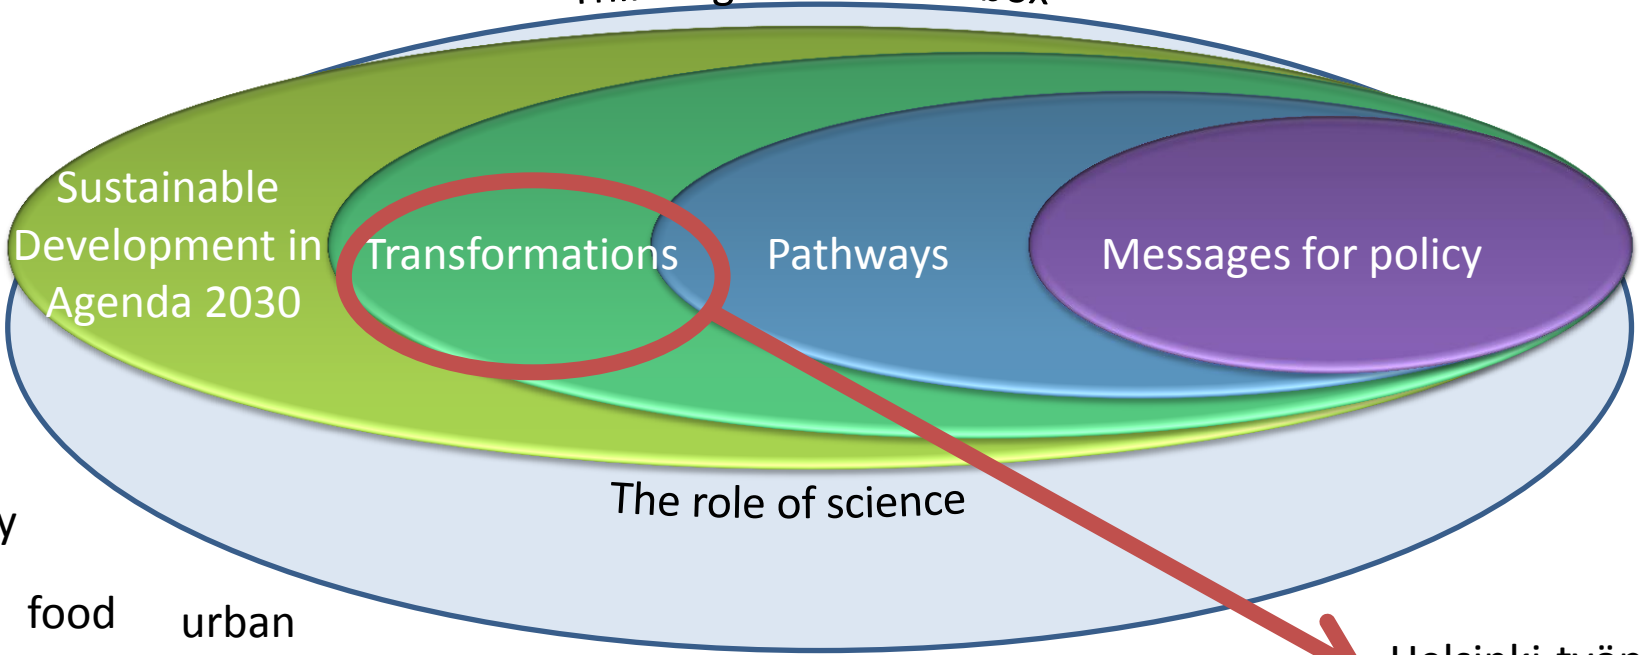 Sustainable
Development in
Agenda 2030
Transformations
Pathways
Messages for policy
The role of science
food
urban